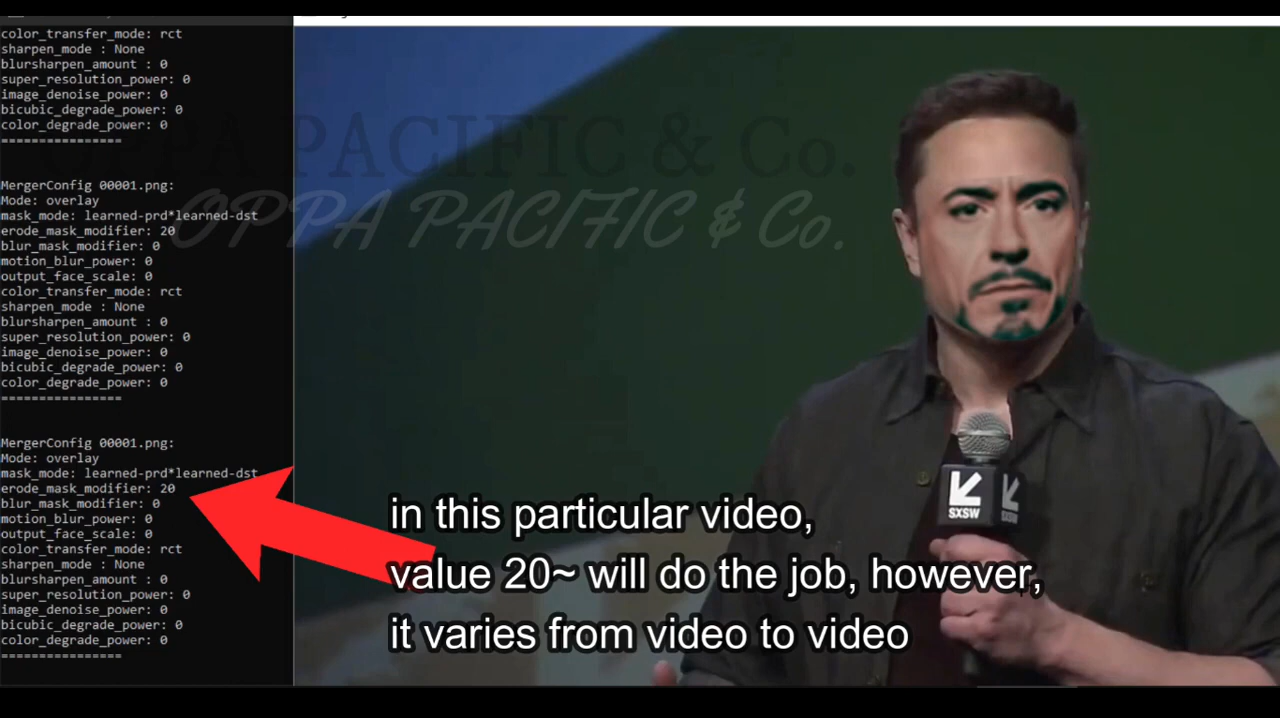 color_transfer_mode: rct
sharpen_mode : None
blursharpen_amount : 0
super_resolution_power: 0
image_denoise_power: 0
bicubic_degrade_power: 0
color_degrade_power: 0
================
MergerConfig 00001.png:
Mode: overlay
mask_mode: learned-prd*learned-dst
erode_mask_modifier: 20
blur_mask_modifier: 0
motion_blur_power: 0
output_face_scale: 0
color_transfer_mode: rct
sharpen_mode : None
blursharpen_amount : 0
super_resolution_power: 0
image_denoise_power: 0
bicubic_degrade_power: 0
color_degrade_power: 0
================
MergerConfig 00001.png:
Mode: overlay
mask_mode: learned-prd*learned-dst
erode_mask_modifier: 20
blur_mask_modifier: 0
motion_blur_power: 0
output_face_scale: 0
color_transfer_mode: rct
sharpen_mode : None
blursharpen_amount : 0
super_resolution_power: 0
image_denoise_power: 0
bicubic_degrade_power: 0
color_degrade_power: 0
================
OPPA PACIFIC & Co.
OPPA PACIFIC & Co.
SXSW
SXSW
in this particular video,
value 20~ will do the job, however,
it varies from video to video